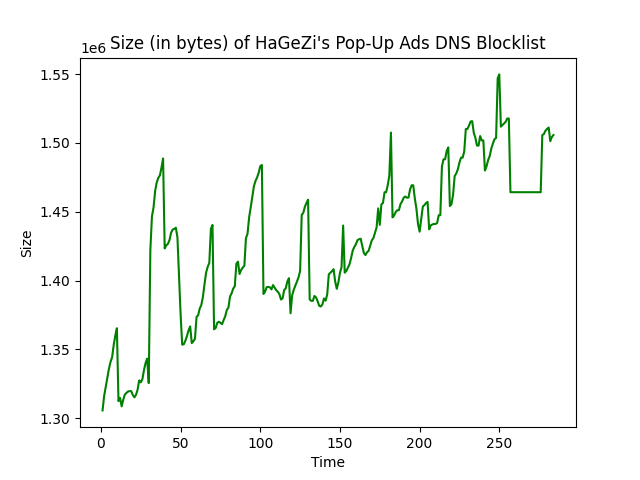 Size (in bytes) of HaGeZi's Pop-Up Ads DNS Blocklist
1e6
1.55
1.50
1.45
1.40
1.35
1.30
Size
0 50 100 150 200 250
Time